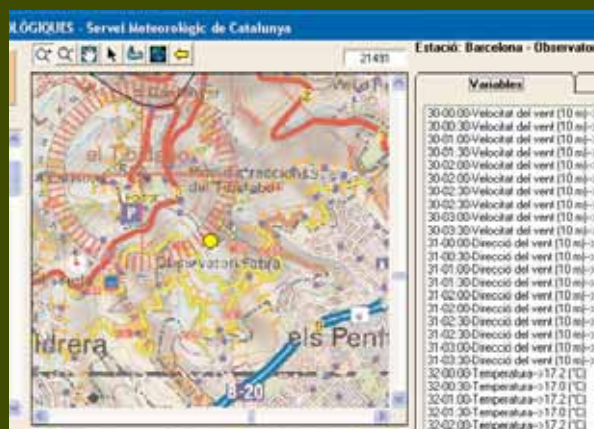 OLÒGIQUES - Servei Meteorològic de Catalunya
21491
Estació: Barcelona - Observator
Variables
el Tibidabo
del Tibidabo
Observatori Fabra
idrera
els Pent
B-20
30-00:00-Velocitat del vent (10 m)-
30-00:30-Velocitat del vent (10 m)-
30-01:00-Velocitat del vent (10 m)-
30-01:30-Velocitat del vent (10 m)-
30-02:00-Velocitat del vent (10 m)-
30-02:00-Velocitat del vent (10 m)-
30-02:30-Velocitat del vent (10 m)-
30-02:30-Velocitat del vent (10 m)-
30-03:00-Velocitat del vent (10 m)-
30-03:30-Velocitat del vent (10 m)-
31-00:00-Direcció del vent (10 m)->
31-00:30-Direcció del vent (10 m)->
31-01:00-Direcció del vent (10 m)->
31-01:30-Direcció del vent (10 m)->
31-02:00-Direcció del vent (10 m)->
31-02:00-Direcció del vent (10 m)->
31-02:30-Direcció del vent (10 m)->
31-02:30-Direcció del vent (10 m)->
31-03:00-Direcció del vent (10 m)->
31-03:30-Direcció del vent (10 m)->
32-00:00-Temperatura->17.2 (°C)
32-00:30-Temperatura->17.0 (°C)
32-01:00-Temperatura->17.2 (°C)
32-01:30-Temperatura->17.0 (°C)
32-02:00-Temperatura->17.2 (°C)